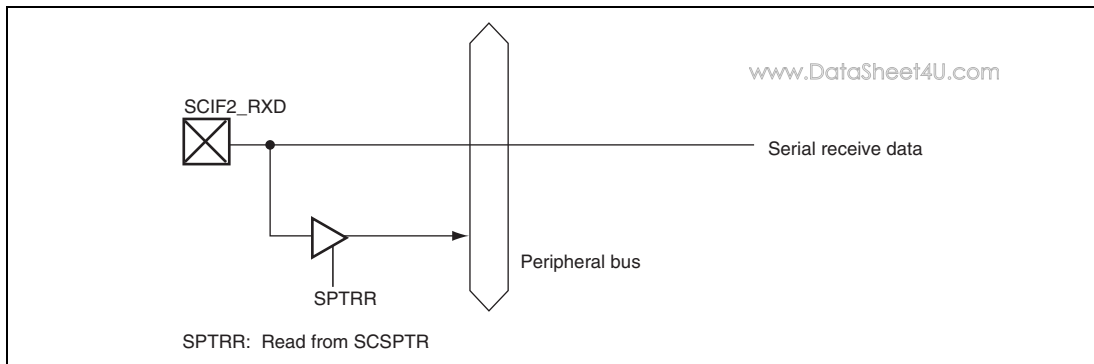 www.DataSheet4U.com
SCIF2_RXD
Serial receive data
Peripheral bus
SPTRR
SPTRR: Read from SCSPTR